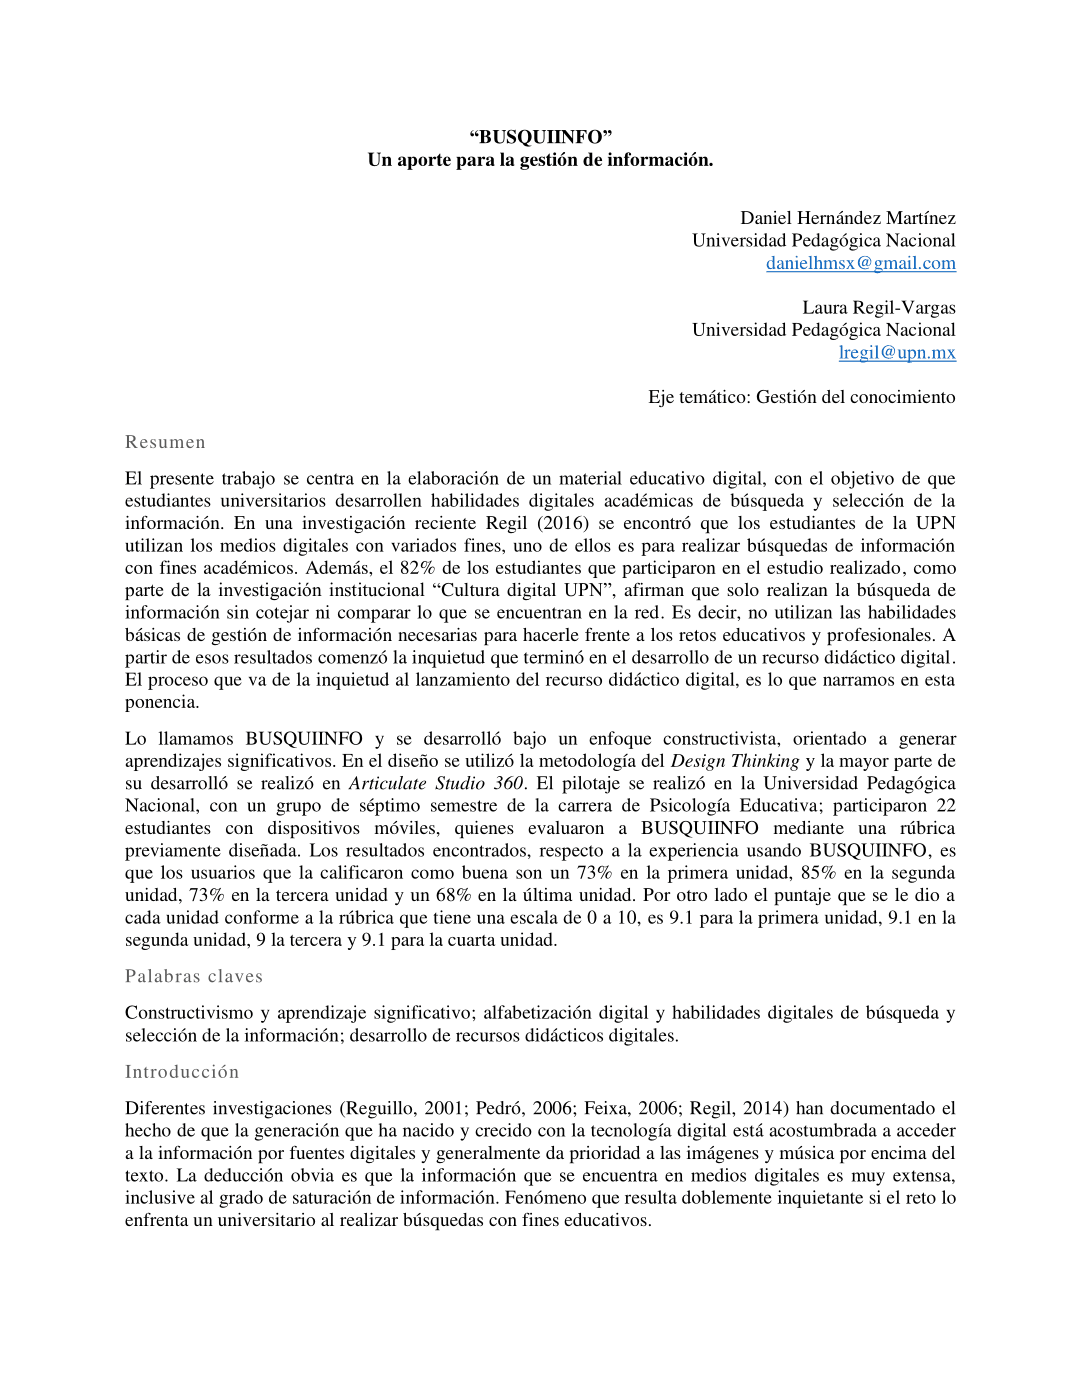 “BUSQUIINFO”
Un aporte para la gestión de información.
Daniel Hernández Martínez
Universidad Pedagógica Nacional
danielhmsx@gmail.com
Laura Regil-Vargas
Universidad Pedagógica Nacional
lregil@upn.mx
Eje temático: Gestión del conocimiento
Resumen
El presente trabajo se centra en la elaboración de un material educativo digital, con el objetivo de que
estudiantes universitarios desarrollen habilidades digitales académicas de búsqueda y selección de la
información. En una investigación reciente Regil (2016) se encontró que los estudiantes de la UPN
utilizan los medios digitales con variados fines, uno de ellos es para realizar búsquedas de información
con fines académicos. Además, el 82% de los estudiantes que participaron en el estudio realizado, como
parte de la investigación institucional “Cultura digital UPN”, afirman que solo realizan la búsqueda de
información sin cotejar ni comparar lo que se encuentran en la red. Es decir, no utilizan las habilidades
básicas de gestión de información necesarias para hacerle frente a los retos educativos y profesionales. A
partir de esos resultados comenzó la inquietud que terminó en el desarrollo de un recurso didáctico digital.
El proceso que va de la inquietud al lanzamiento del recurso didáctico digital, es lo que narramos en esta
ponencia.
Lo llamamos BUSQUIINFO y se desarrolló bajo un enfoque constructivista, orientado a generar
aprendizajes significativos. En el diseño se utilizó la metodología del Design Thinking y la mayor parte de
su desarrolló se realizó en Articulate Studio 360. El pilotaje se realizó en la Universidad Pedagógica
Nacional, con un grupo de séptimo semestre de la carrera de Psicología Educativa; participaron 22
estudiantes con dispositivos móviles, quienes evaluaron a BUSQUIINFO mediante una rúbrica
previamente diseñada. Los resultados encontrados, respecto a la experiencia usando BUSQUIINFO, es
que los usuarios que la calificaron como buena son un 73% en la primera unidad, 85% en la segunda
unidad, 73% en la tercera unidad y un 68% en la última unidad. Por otro lado el puntaje que se le dio a
cada unidad conforme a la rúbrica que tiene una escala de 0 a 10, es 9.1 para la primera unidad, 9.1 en la
segunda unidad, 9 la tercera y 9.1 para la cuarta unidad.
Palabras claves
Constructivismo y aprendizaje significativo; alfabetización digital y habilidades digitales de búsqueda y
selección de la información; desarrollo de recursos didácticos digitales.
Introducción
Diferentes investigaciones (Reguillo, 2001; Pedró, 2006; Feixa, 2006; Regil, 2014) han documentado el
hecho de que la generación que ha nacido y crecido con la tecnología digital está acostumbrada a acceder
a la información por fuentes digitales y generalmente da prioridad a las imágenes y música por encima del
texto. La deducción obvia es que la información que se encuentra en medios digitales es muy extensa,
inclusive al grado de saturación de información. Fenómeno que resulta doblemente inquietante si el reto lo
enfrenta un universitario al realizar búsquedas con fines educativos.